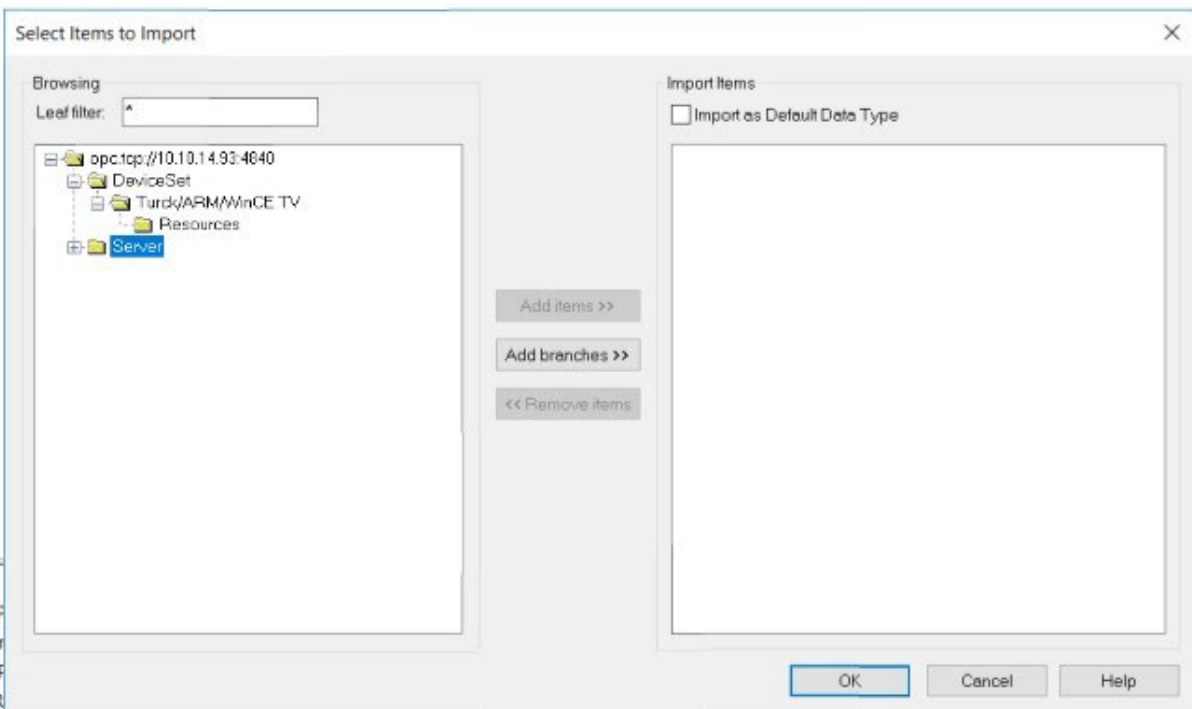 Select Items to Import
Browsing
Leaf filter:
*
opc.tcp://10.10.14.93:4840
DeviceSet
Turck/ARM/WinCE TV
Resources
Server
Add items >>
Add branches >>
<< Remove items
Import Items
Import as Default Data Type
OK
Cancel
Help